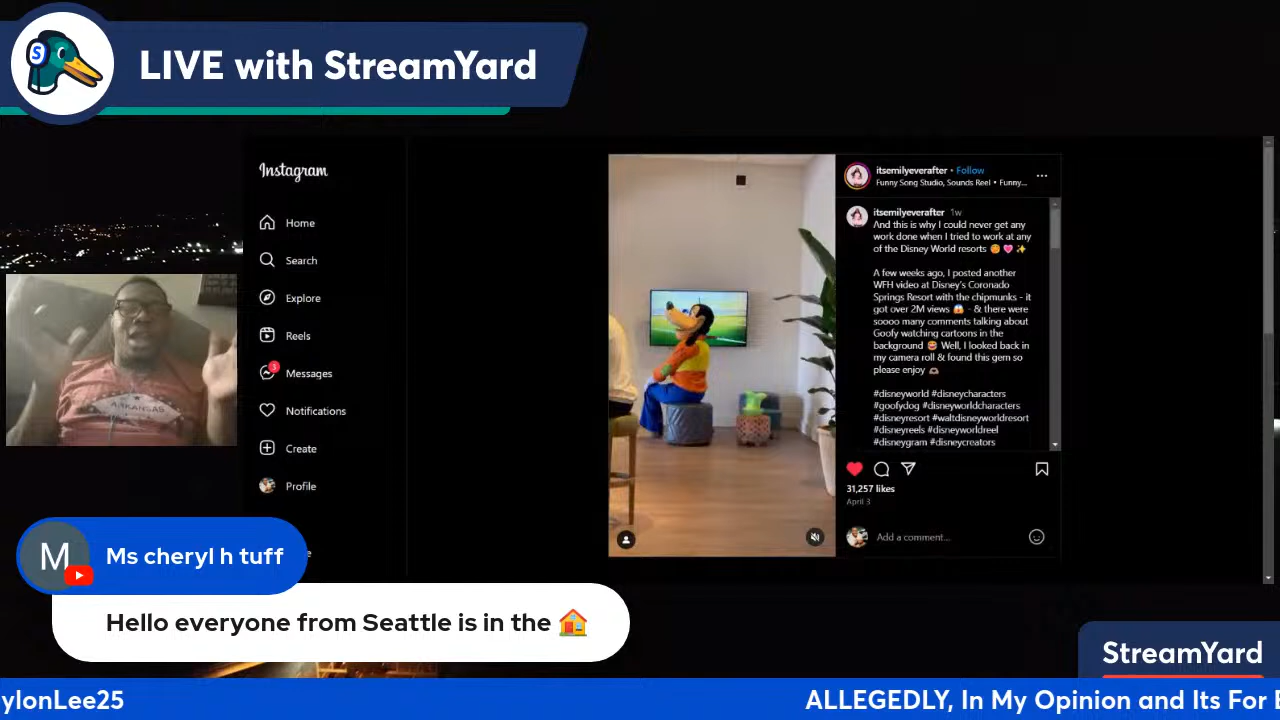 S
LIVE with StreamYard
Instagram
Home
Search
Explore
Reels
3
Messages
Notifications
Create
Profile
ARKANSAS
itsemilyeverafter • Follow
Funny Song Studio, Sounds Reel • Funny...
itsemilyeverafter 1w
And this is why I could never get any
work done when I tried to work at any
of the Disney World resorts 🥰 💗 ✨
A few weeks ago, I posted another
WFH video at Disney's Coronado
Springs Resort with the chipmunks - it
got over 2M views 😱 - & there were
soooo many comments talking about
Goofy watching cartoons in the
background 🥰 Well, I looked back in
my camera roll & found this gem so
please enjoy 🫶🏽
#disneyworld #disneycharacters
#goofydog #disneyworldcharacters
#disneyresort #waltdisneyworldresort
#disneyreels #disneyworldreel
#disneygram #disneycreators
31,257 likes
April 3
Add a comment...
M
Ms cheryl h tuff
Hello everyone from Seattle is in the 🏠
StreamYard
ylonLee25
ALLEGEDLY, In My Opinion and Its For E